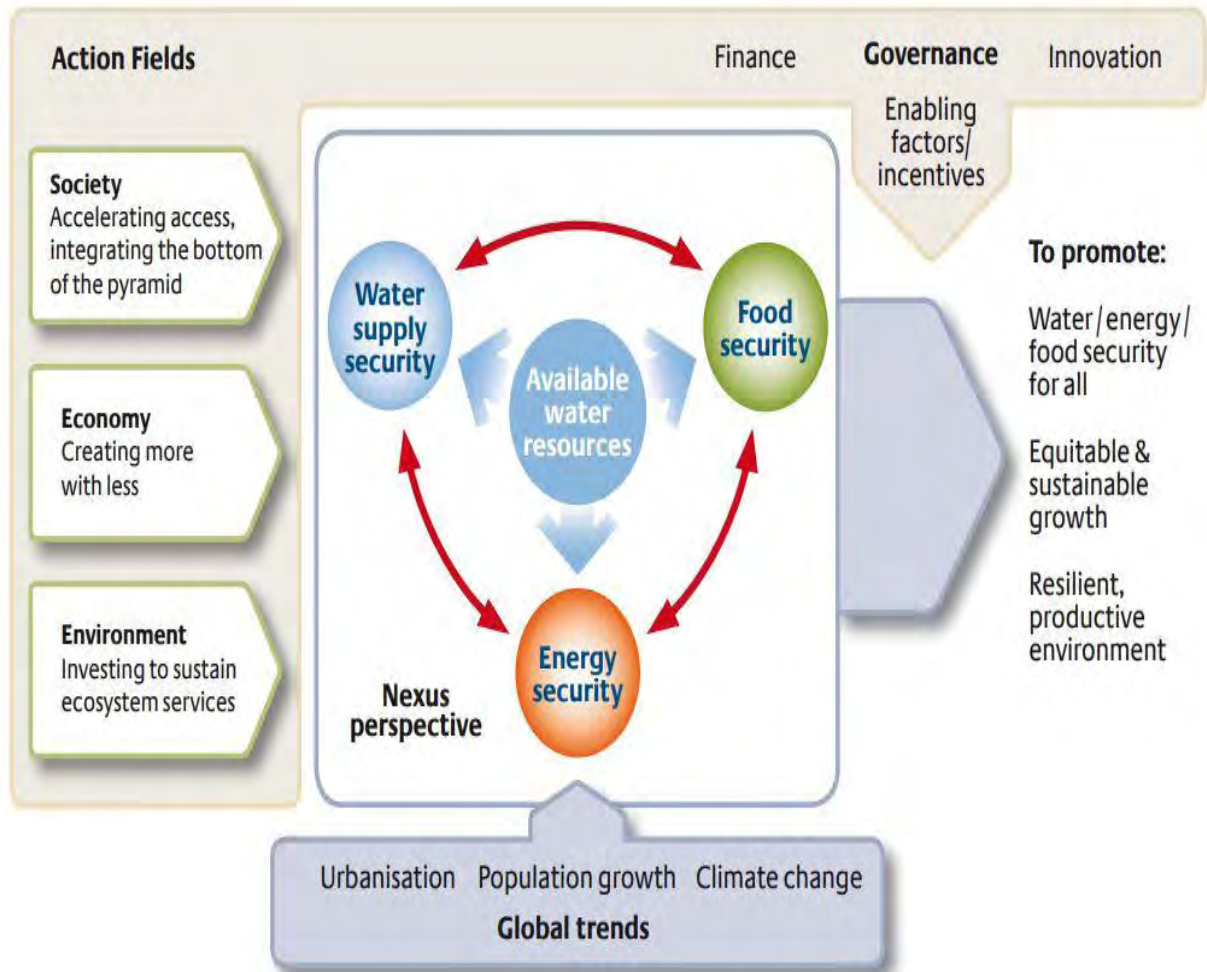 Action Fields
Finance
Governance
Innovation
Enabling
factors/
incentives
Society
Accelerating access,
integrating the bottom
of the pyramid
Economy
Creating more
with less
Environment
Investing to sustain
ecosystem services
Water
supply
security
Food
security
Available
water
resources
Energy
security
Nexus
perspective
To promote:
Water/energy/
food security
for all
Equitable &
sustainable
growth
Resilient,
productive
environment
Urbanisation Population growth Climate change
Global trends